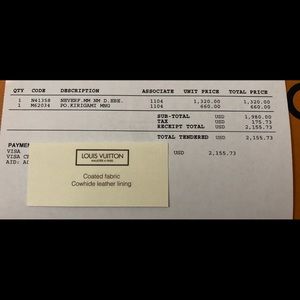 QTY CODE DESCRIPTION ASSOCIATE UNIT PRICE TOTAL PRICE
1 N41358 NEVERF.MM NM D.EBE. 1104 1,320.00 1,320.00
1 M62034 PO.KIRIGAMI MNG 1104 660.00 660.00
SUB-TOTAL USD 1,980.00
TAX USD 175.73
RECEIPT TOTAL USD 2,155.73
TOTAL TENDERED USD 2,155.73
PAYMEN
VISA USD 2,155.73
VISA
AID:
LOUIS VUITTON
Coated fabric
Cowhide leather lining